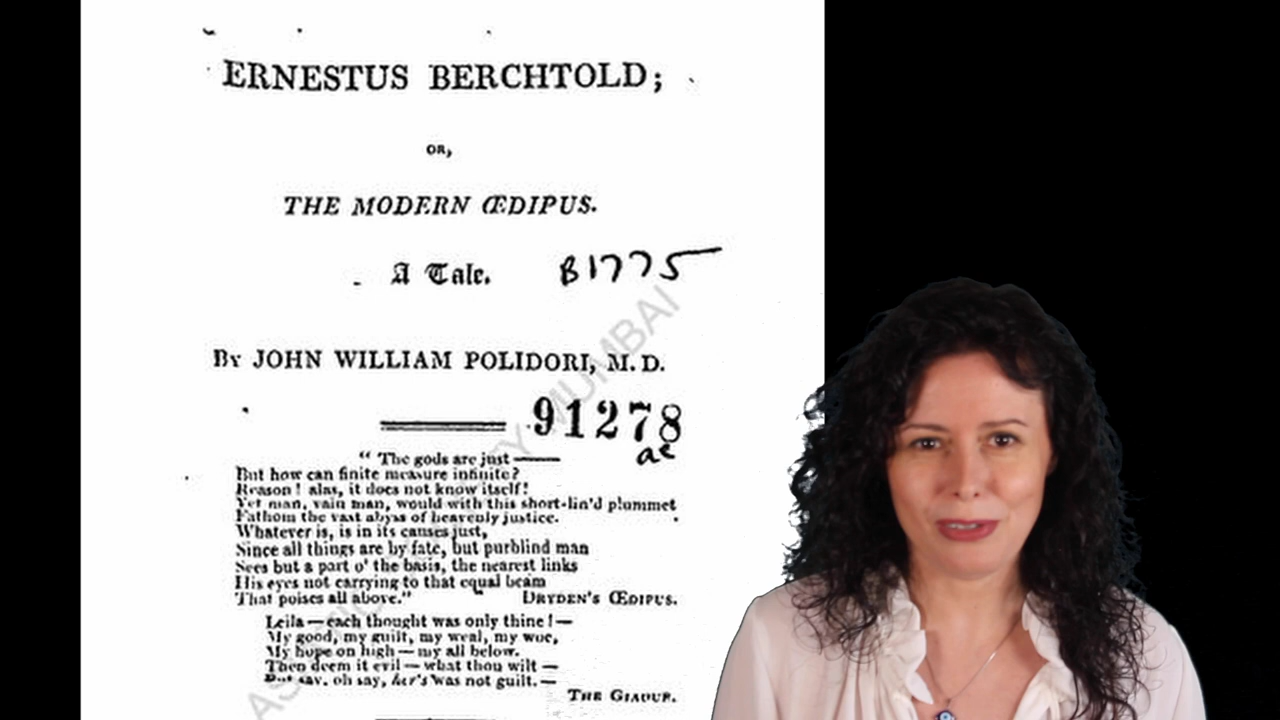 ERNESTUS BERCHTOLD;
OR,
THE MODERN ŒDIPUS.
A Tale.
B1775
By JOHN WILLIAM POLIDORI, M.D.
91278
ae
“ The gods are just ——
But how can finite measure infinite?
Reason! alas, it does not know itself!
Yet man, vain man, would with this short-lin'd plummet
Fathom the vast abyss of heavenly justice.
Whatever is, is in its causes just,
Since all things are by fate, but purblind man
Sees but a part o' the basis, the nearest links
His eyes not carrying to that equal beam
That poises all above.” DRYDEN'S ŒDIPUS.
Leila — each thought was only thine! —
My good, my guilt, my weal, my woe,
My hope on high — my all below.
Then deem it evil — what thou wilt —
But say, oh say, her's was not guilt. —
THE GIAOUR.
MUMBAI